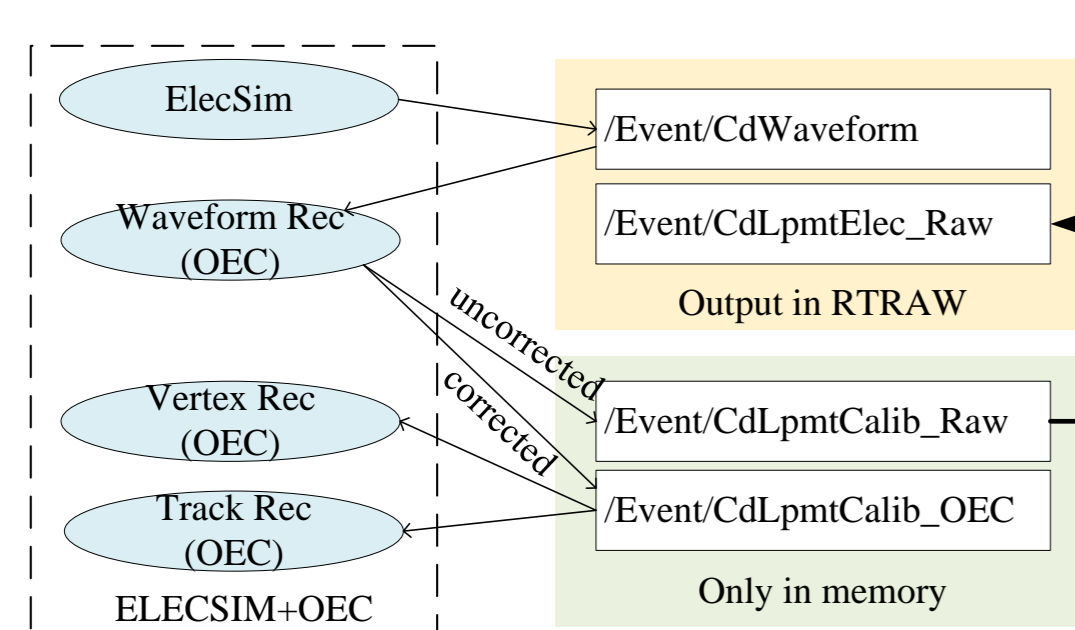 ElecSim
/Event/CdWaveform
Waveform Rec
(OEC)
/Event/CdLpmtElec_Raw
Output in RTRAW
uncorrected
corrected
Vertex Rec
(OEC)
/Event/CdLpmtCalib_Raw
Track Rec
(OEC)
/Event/CdLpmtCalib_OEC
Only in memory
ELECSIM+OEC